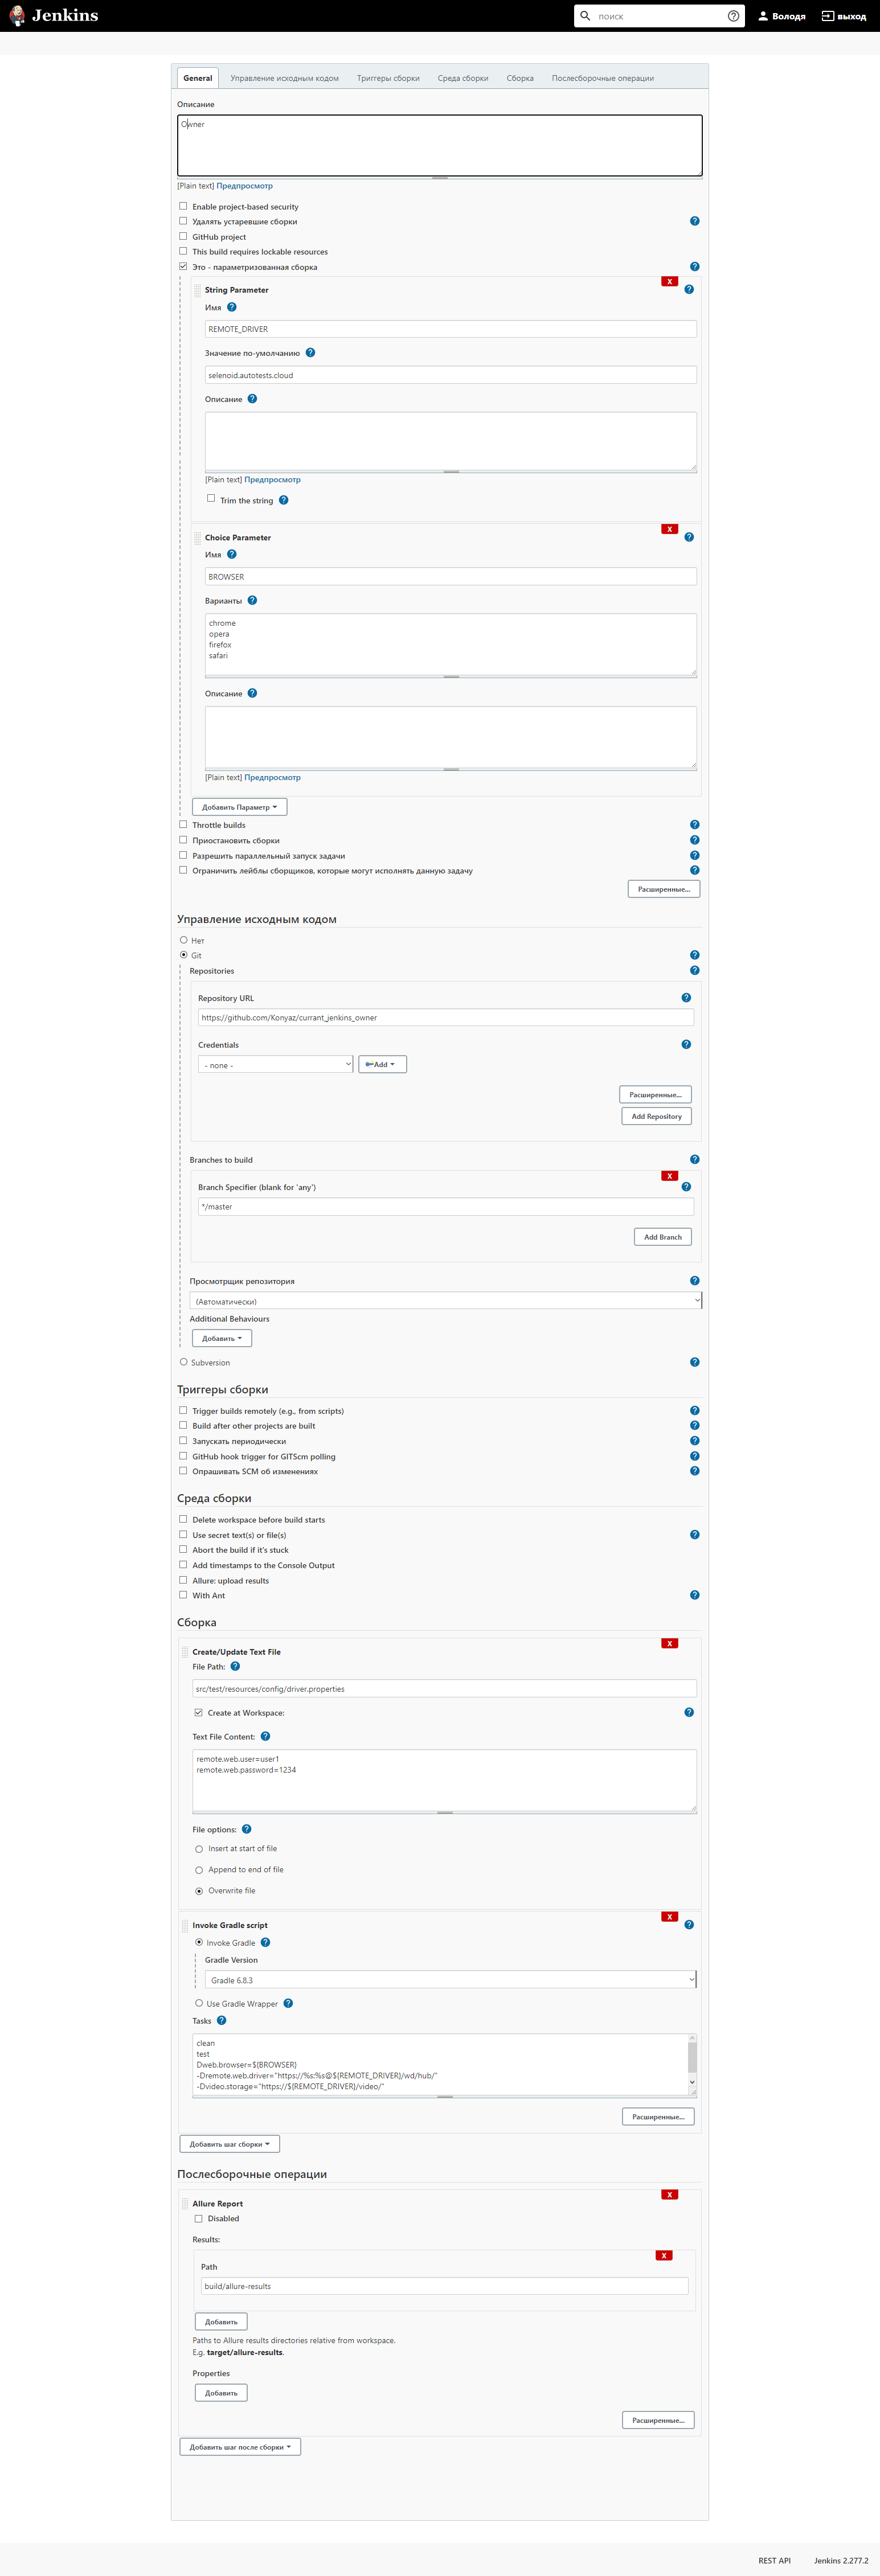 Jenkins
поиск
Володя
выход
General
Управление исходным кодом
Триггеры сборки
Среда сборки
Сборка
Послесборочные операции
Описание
Owner
[Plain text] Предпросмотр
Enable project-based security
Удалять устаревшие сборки
GitHub project
This build requires lockable resources
Это - параметризованная сборка
X
String Parameter
Имя
REMOTE_DRIVER
Значение по-умолчанию
selenoid.autotests.cloud
Описание
[Plain text] Предпросмотр
Trim the string
X
Choice Parameter
Имя
BROWSER
Варианты
chrome
opera
firefox
safari
Описание
[Plain text] Предпросмотр
Добавить Параметр
Throttle builds
Приостановить сборки
Разрешить параллельный запуск задачи
Ограничить лейблы сборщиков, которые могут исполнять данную задачу
Расширенные...
Управление исходным кодом
Нет
Git
Repositories
Repository URL
https://github.com/Konyaz/currant_jenkins_owner
Credentials
- none -
Add
Расширенные...
Add Repository
Branches to build
X
Branch Specifier (blank for 'any')
*/master
Add Branch
Просмотрщик репозитория
(Автоматически)
Additional Behaviours
Добавить
Subversion
Триггеры сборки
Trigger builds remotely (e.g., from scripts)
Build after other projects are built
Запускать периодически
GitHub hook trigger for GITScm polling
Опрашивать SCM об изменениях
Среда сборки
Delete workspace before build starts
Use secret text(s) or file(s)
Abort the build if it's stuck
Add timestamps to the Console Output
Allure: upload results
With Ant
Сборка
X
Create/Update Text File
File Path:
src/test/resources/config/driver.properties
Create at Workspace:
Text File Content:
remote.web.user=user1
remote.web.password=1234
File options:
Insert at start of file
Append to end of file
Overwrite file
X
Invoke Gradle script
Invoke Gradle
Gradle Version
Gradle 6.8.3
Use Gradle Wrapper
Tasks
clean
test
Dweb.browser=${BROWSER}
-Dremote.web.driver="https://%s:%s@${REMOTE_DRIVER}/wd/hub/"
-Dvideo.storage="https://${REMOTE_DRIVER}/video/"
Расширенные...
Добавить шаг сборки
Послесборочные операции
X
Allure Report
Disabled
Results:
X
Path
build/allure-results
Добавить
Paths to Allure results directories relative from workspace.
E.g. target/allure-results.
Properties
Добавить
Расширенные...
Добавить шаг после сборки
REST API
Jenkins 2.277.2